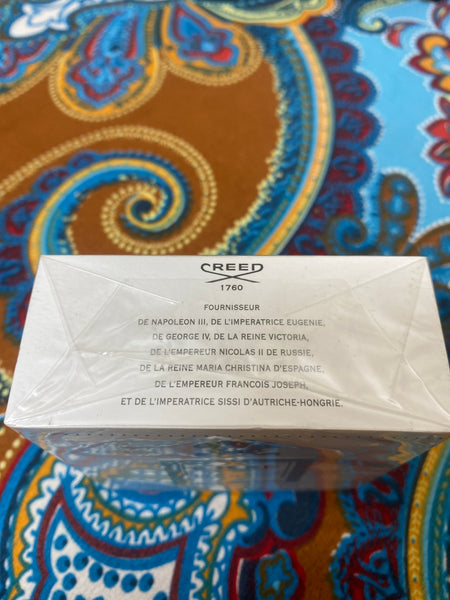 CREED
1760
FOURNISSEUR
DE NAPOLEON III, DE L'IMPERATRICE EUGENIE,
DE GEORGE IV, DE LA REINE VICTORIA,
DE L'EMPEREUR NICOLAS II DE RUSSIE,
DE LA REINE MARIA CHRISTINA D'ESPAGNE,
DE L'EMPEREUR FRANCOIS JOSEPH,
ET DE L'IMPERATRICE SISSI D'AUTRICHE-HONGRIE.